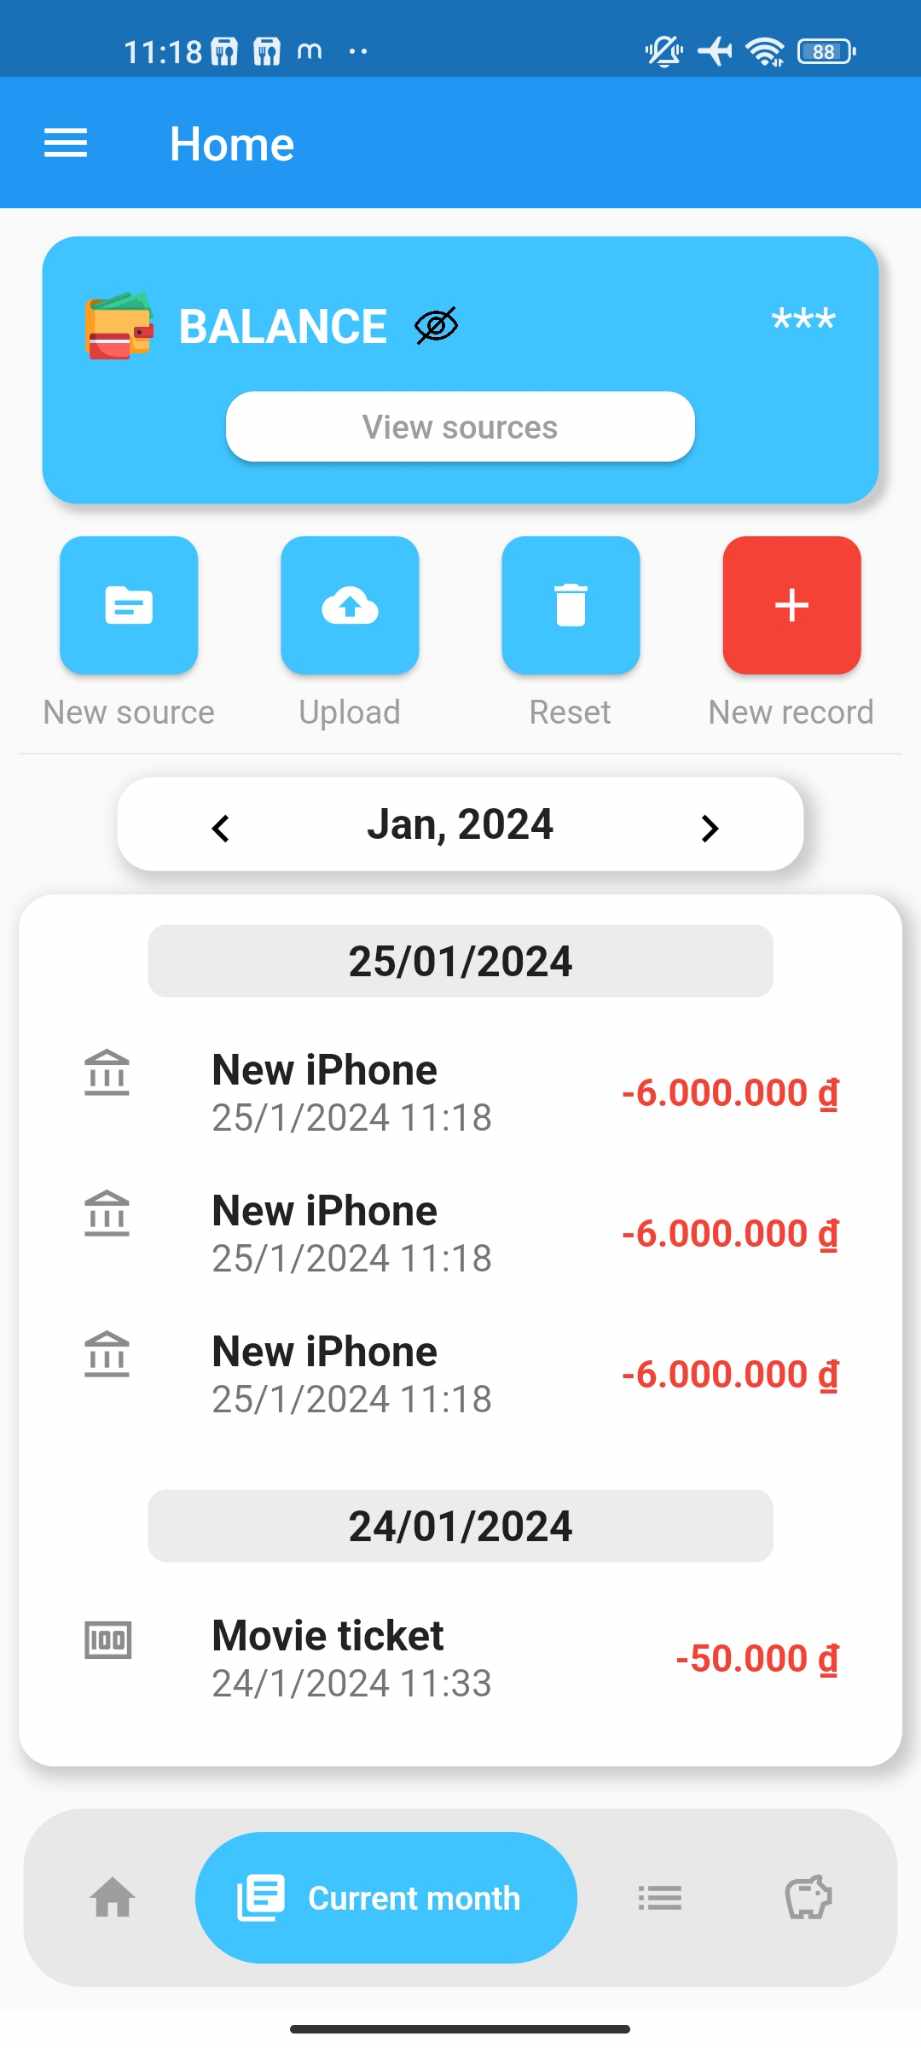 11:18
88
Home
BALANCE ***
View sources
New source Upload Reset New record
Jan, 2024
25/01/2024
New iPhone
25/1/2024 11:18
-6.000.000 ₫
New iPhone
25/1/2024 11:18
-6.000.000 ₫
New iPhone
25/1/2024 11:18
-6.000.000 ₫
24/01/2024
100
Movie ticket
24/1/2024 11:33
-50.000 ₫
Current month